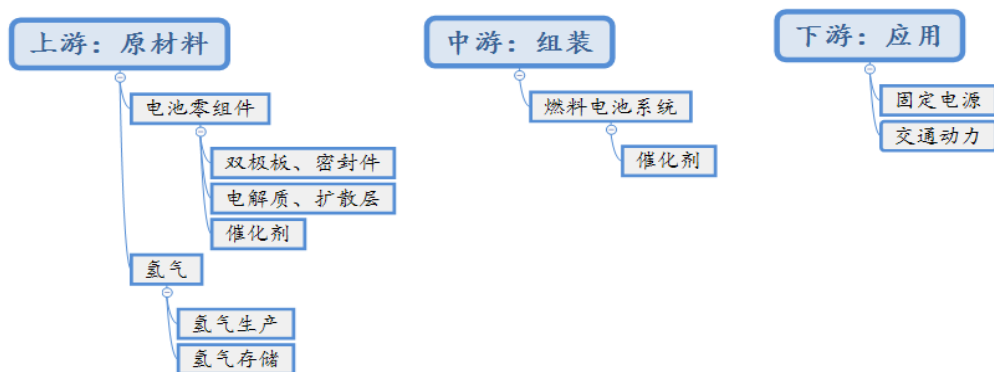 上游：原材料
电池零组件
双极板、密封件
电解质、扩散层
催化剂
氢气
氢气生产
氢气存储
中游：组装
燃料电池系统
催化剂
下游：应用
固定电源
交通动力